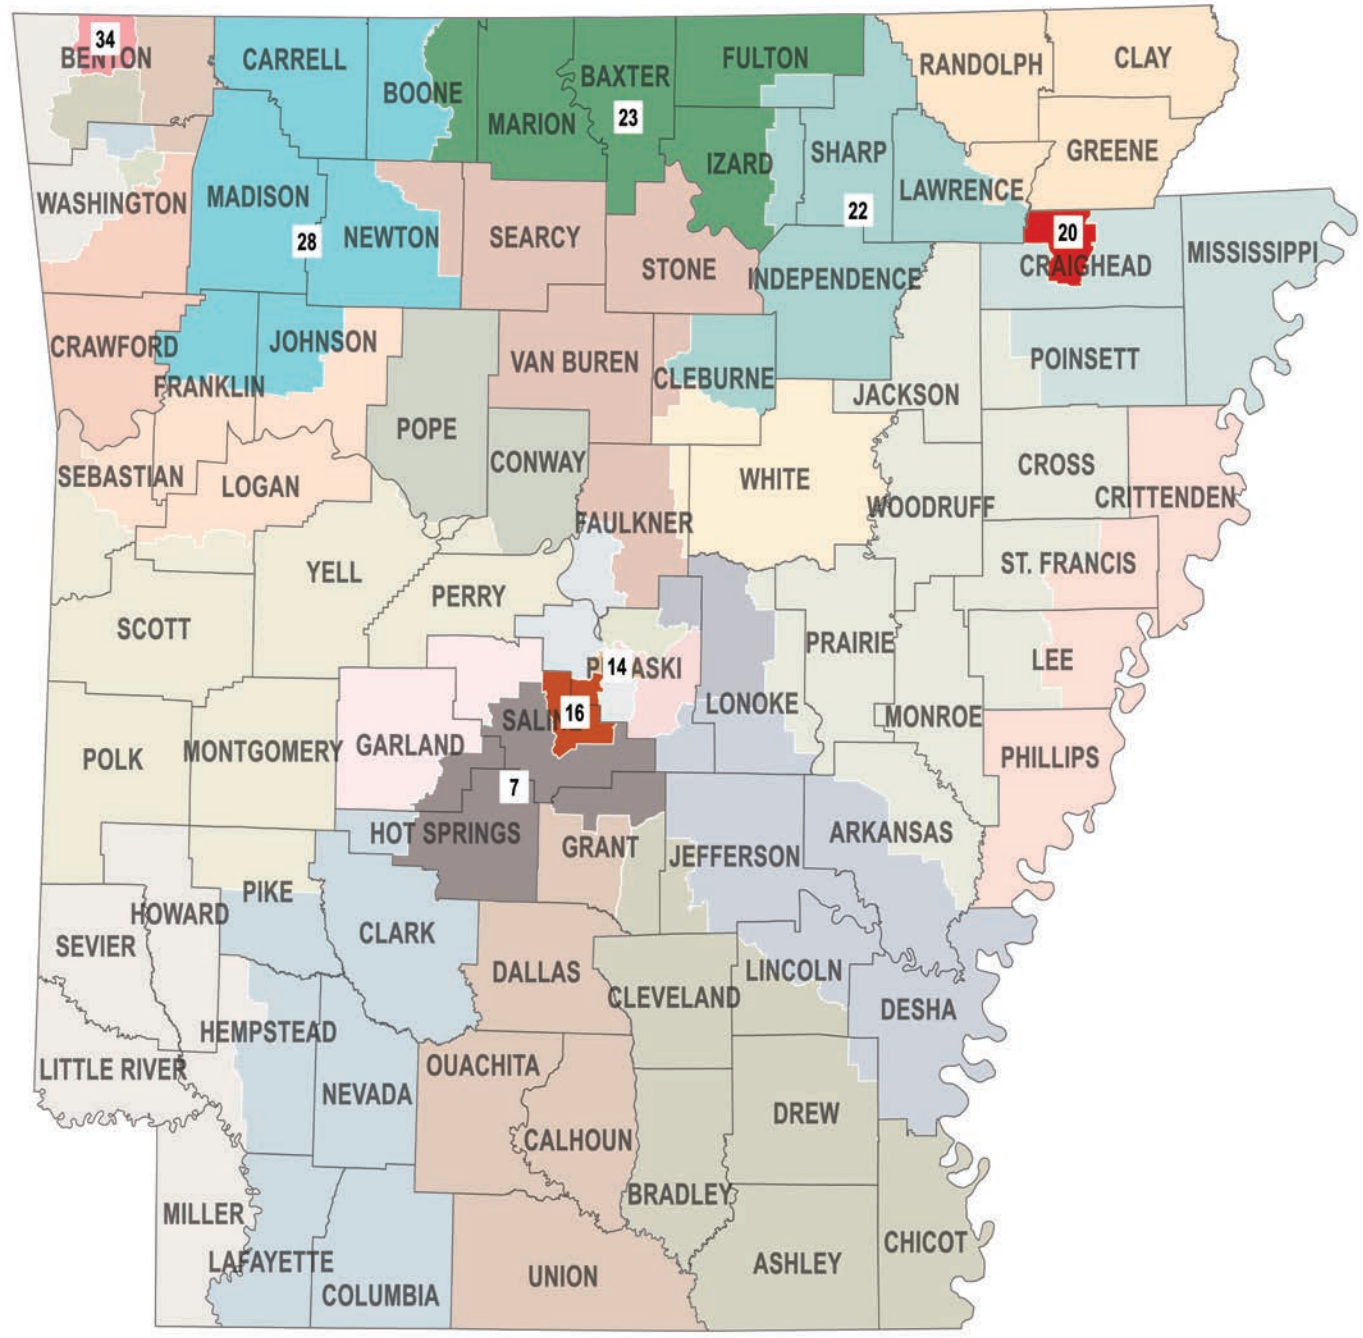 34
BENTON
CARRELL
BOONE
MARION
BAXTER
23
FULTON
IZARD
SHARP
RANDOLPH
CLAY
GREENE
LAWRENCE
WASHINGTON
MADISON
28
NEWTON
SEARCY
STONE
22
INDEPENDENCE
20
CRAIGHEAD
MISSISSIPPI
CRAWFORD
FRANKLIN
JOHNSON
VAN BUREN
CLEBURNE
JACKSON
POINSETT
POPE
CONWAY
SEBASTIAN
LOGAN
WHITE
WOODRUFF
CROSS
CRITTENDEN
FAULKNER
YELL
PERRY
SCOTT
ST. FRANCIS
PRAIRIE
LEE
14
P ASKI
16
SALIN
LONOKE
MONROE
POLK
MONTGOMERY
GARLAND
7
PHILLIPS
HOT SPRINGS
GRANT
JEFFERSON
ARKANSAS
PIKE
HOWARD
SEVIER
CLARK
DALLAS
CLEVELAND
LINCOLN
DESHA
HEMPSTEAD
LITTLE RIVER
NEVADA
OUACHITA
CALHOUN
DREW
BRADLEY
MILLER
LAFAYETTE
COLUMBIA
UNION
ASHLEY
CHICOT